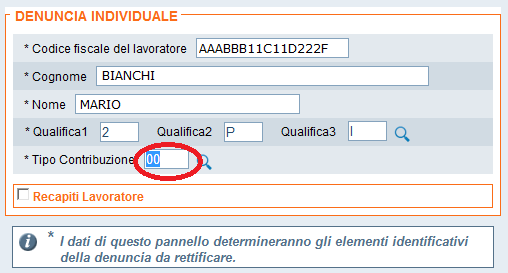 DENUNCIA INDIVIDUALE
* Codice fiscale del lavoratore AAABBB11C11D222F
* Cognome BIANCHI
* Nome MARIO
* Qualifica1 2 Qualifica2 P Qualifica3 I
* Tipo Contribuzione 00
Recapiti Lavoratore
* I dati di questo pannello determineranno gli elementi identificativi
della denuncia da rettificare.